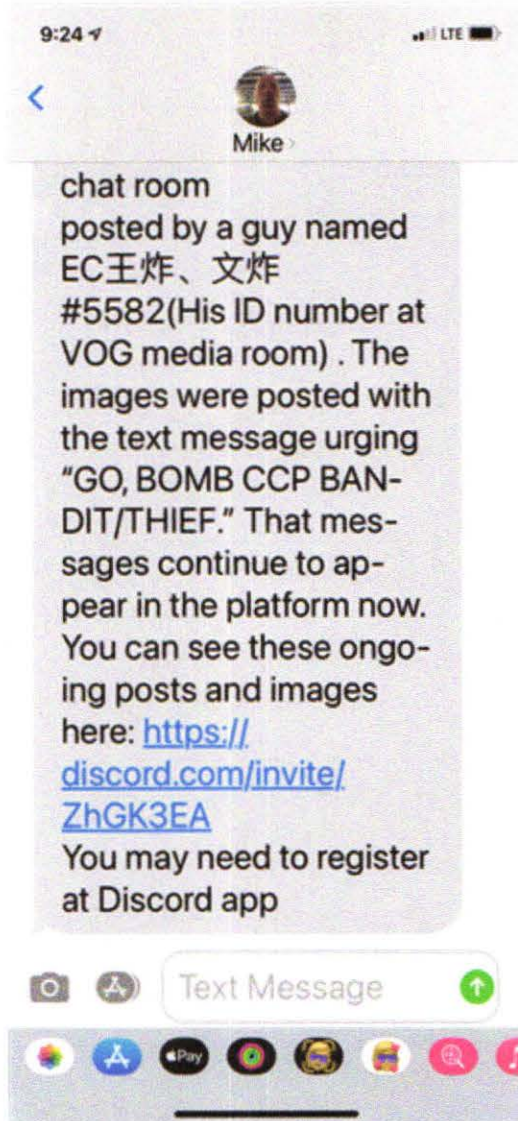 9:24
LTE
Mike
chat room
posted by a guy named
EC王炸、文炸
#5582(His ID number at
VOG media room) . The
images were posted with
the text message urging
“GO, BOMB CCP BAN-
DIT/THIEF.” That mes-
sages continue to ap-
pear in the platform now.
You can see these ongo-
ing posts and images
here: https://
discord.com/invite/
ZhGK3EA
You may need to register
at Discord app
Text Message
Pay